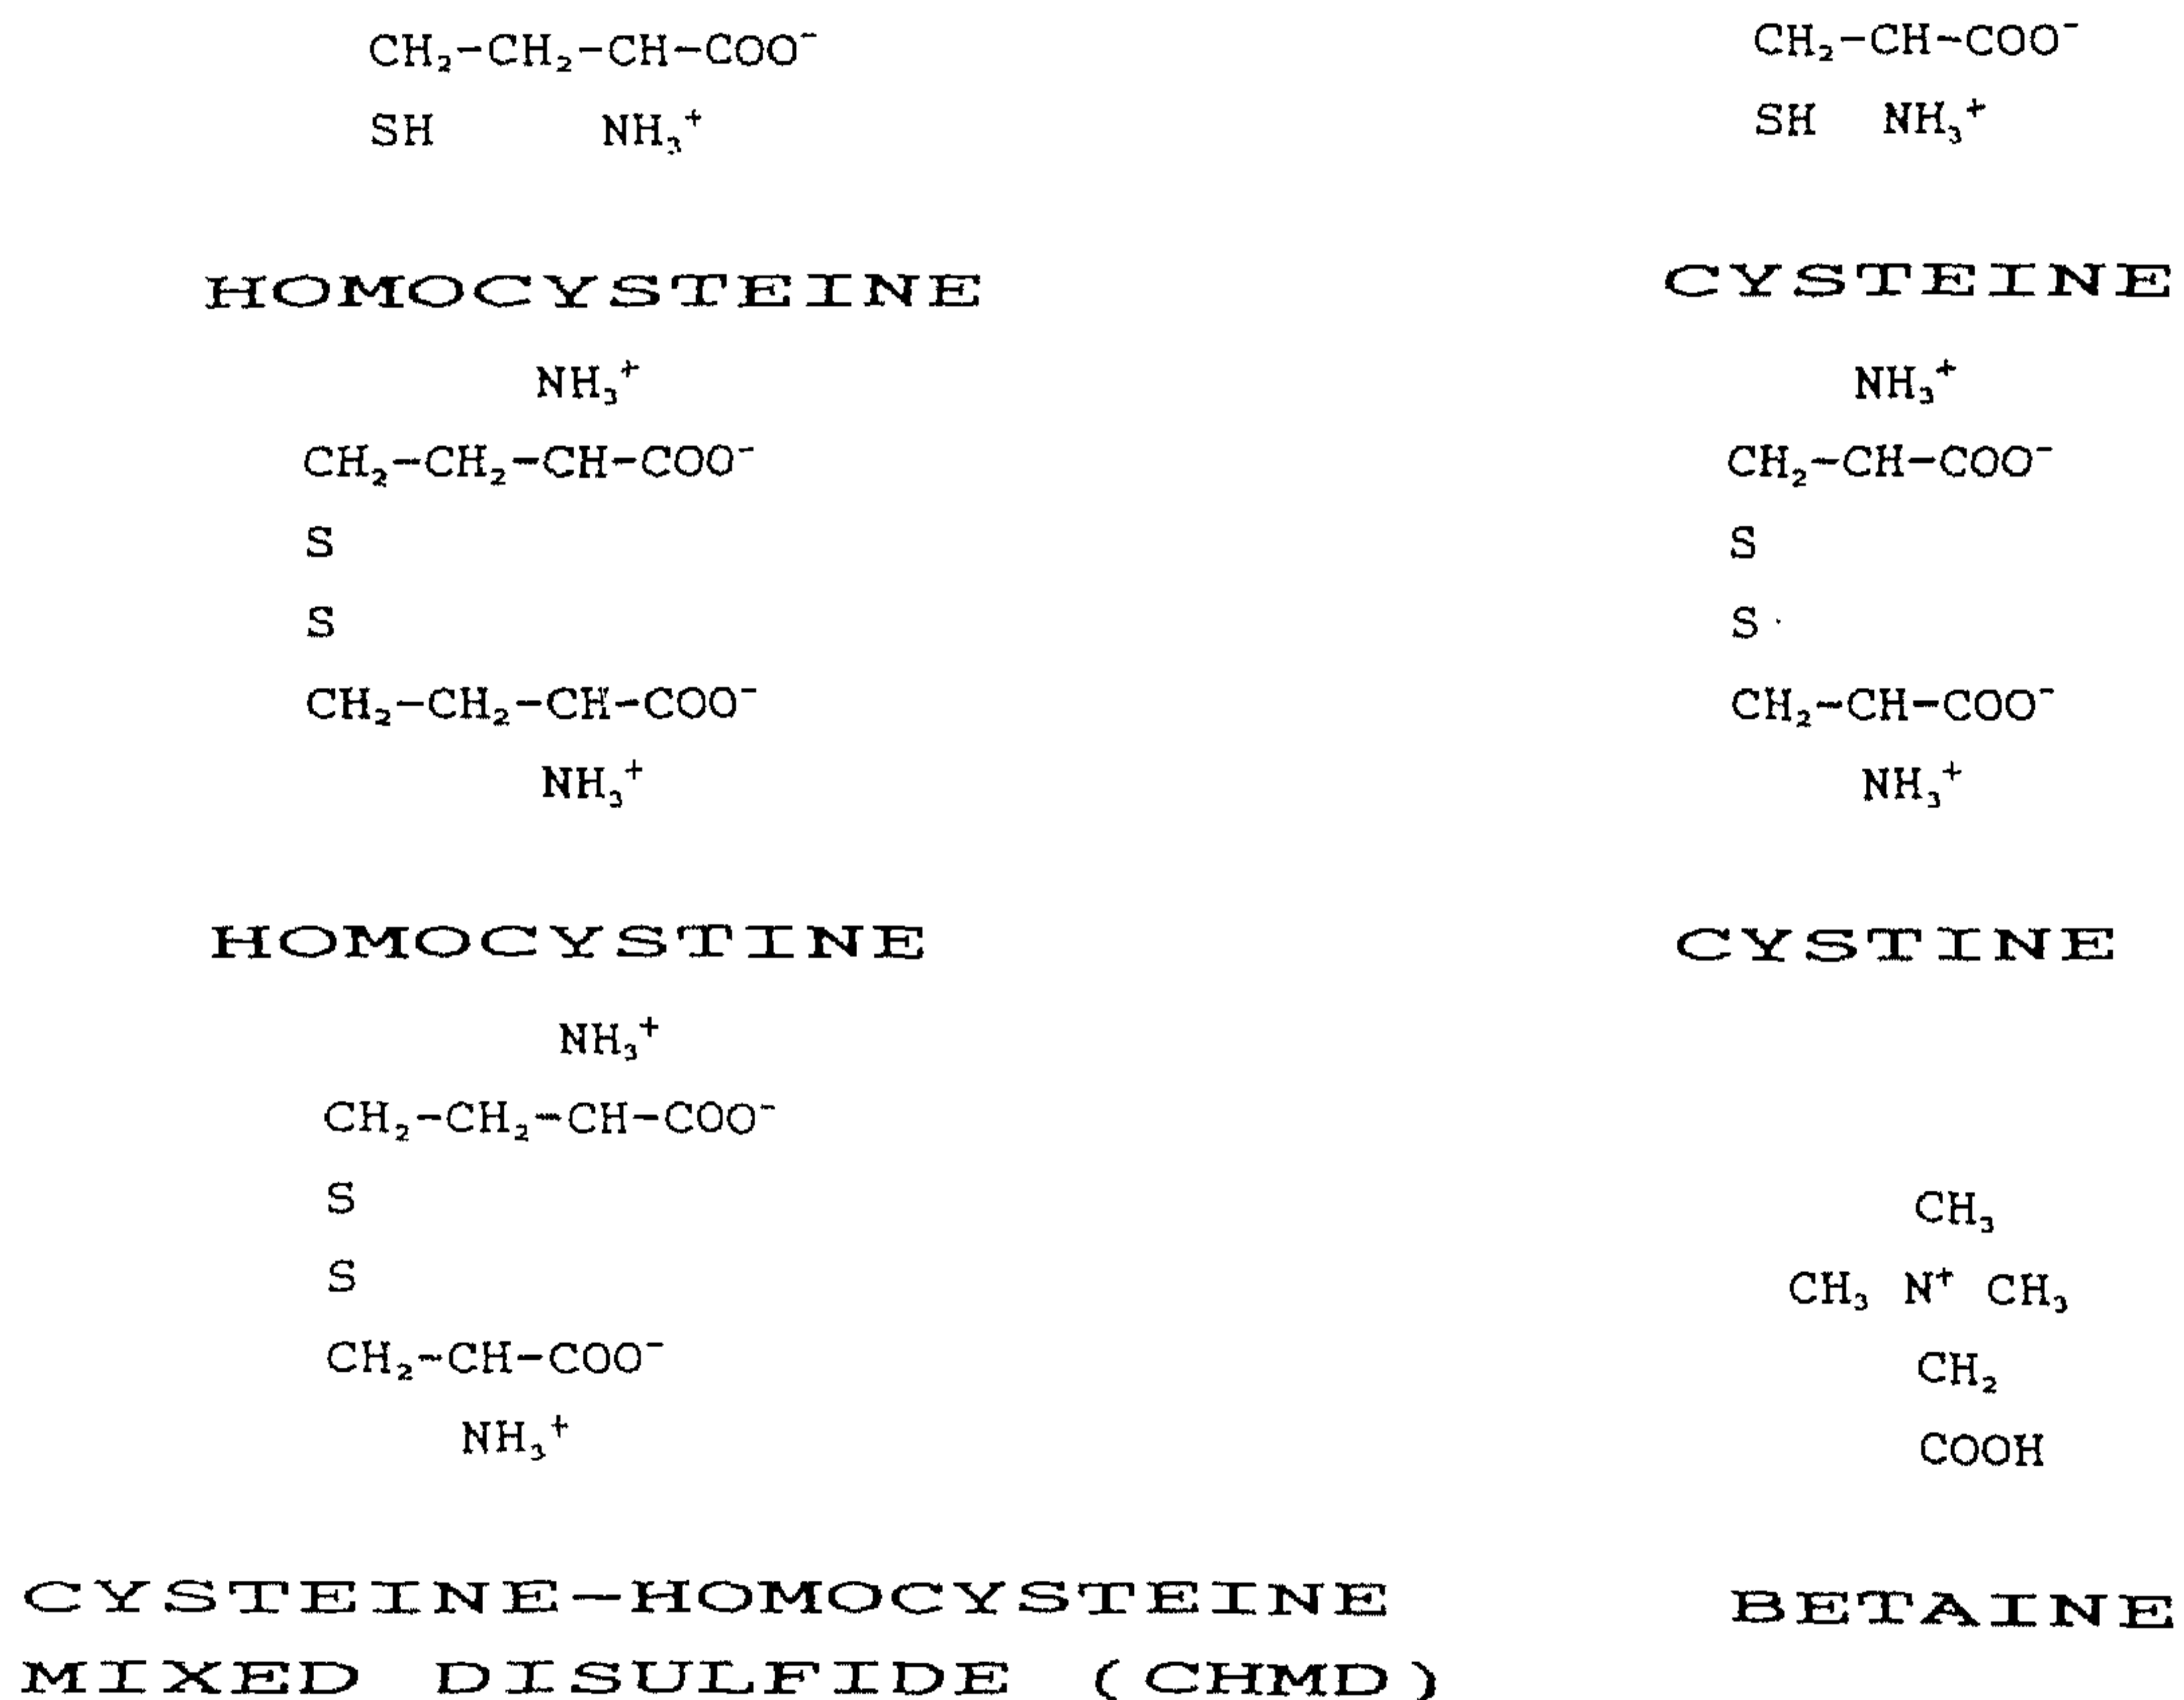 CH₂-CH₂-CH-COO⁻
SH NH₃⁺
HOMOCYSTEINE
CH₂-CH-COO⁻
SH NH₃⁺
CYSTEINE
NH₃⁺
CH₂-CH₂-CH-COO⁻
S
S
CH₂-CH₂-CH-COO⁻
NH₃⁺
HOMOCYSTINE
NH₃⁺
CH₂-CH-COO⁻
S
S
CH₂-CH-COO⁻
NH₃⁺
CYSTINE
NH₃⁺
CH₂-CH₂-CH-COO⁻
S
S
CH₂-CH-COO⁻
NH₃⁺
CYSTEINE-HOMOCYSTEINE
MIXED DISULFIDE (CHMD)
CH₃
CH₃ N⁺ CH₃
CH₂
COOH
BETAINE